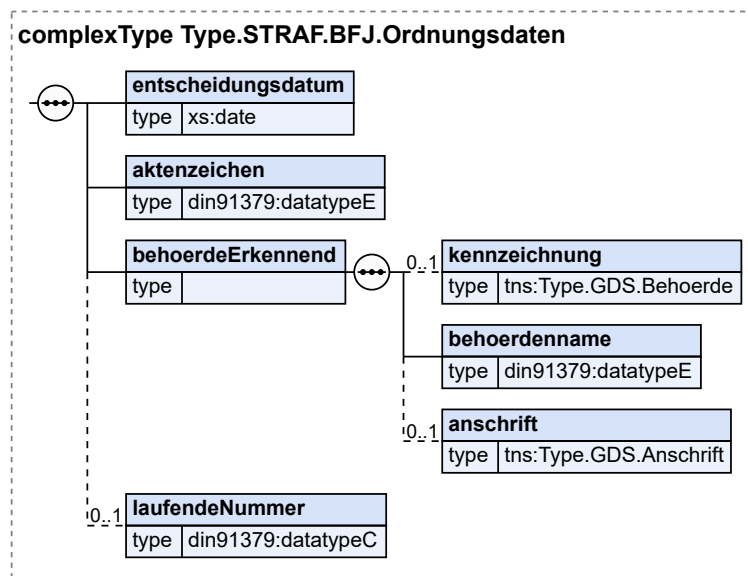 complexType Type.STRAF.BFJ.Ordnungsdaten
entscheidungsdatum
type xs:date
aktenzeichen
type din91379:datatypeE
behoerdeErkennend
type
0..1
kennzeichnung
type tns:Type.GDS.Behoerde
behoerdenname
type din91379:datatypeE
0..1
anschrift
type tns:Type.GDS.Anschrift
0..1
laufendeNummer
type din91379:datatypeC